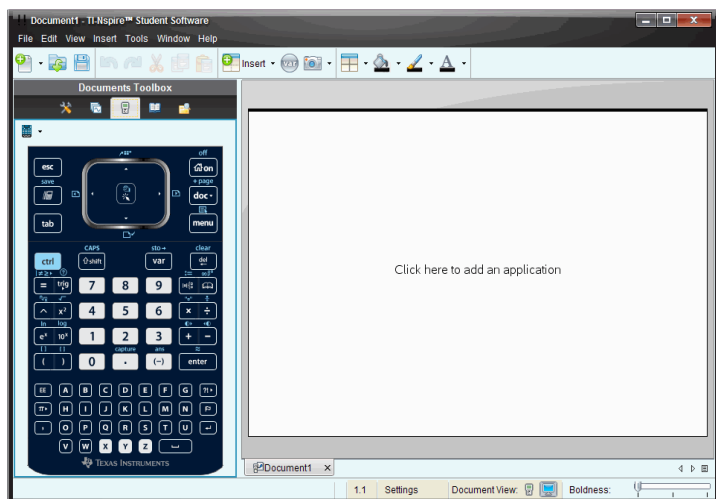 Document1 - TI-Nspire™ Student Software
File Edit View Insert Tools Window Help
Insert var A
Documents Toolbox
off
esc on
save + page
doc
tab menu
CAPS sto→ clear
ctrl ⇧shift var del
= trig 7 8 9
^ x² 4 5 6 × ÷
ln log
eˣ 10ˣ 1 2 3 + −
capture ans ≈
( ) 0 . (−) enter
EE A B C D E F G ?!▸
π▸ H I J K L M N
, O P Q R S T U ↵
V W X Y Z
TEXAS INSTRUMENTS
Click here to add an application
Document1 ×
1.1 Settings Document View: Boldness: